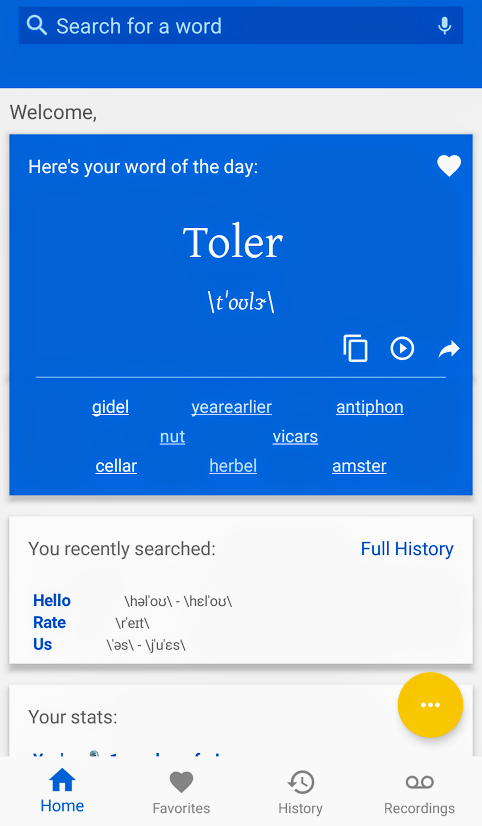 Search for a word
Welcome,
Here's your word of the day:
Toler
\tˈoʊlɝ\
gidel yearearlier antiphon
nut vicars
cellar herbel amster
You recently searched: Full History
Hello \həlˈoʊ\ - \hɛlˈoʊ\
Rate \rˈeɪt\
Us \ˈəs\ - \jˈuˈɛs\
Your stats:
Home Favorites History Recordings